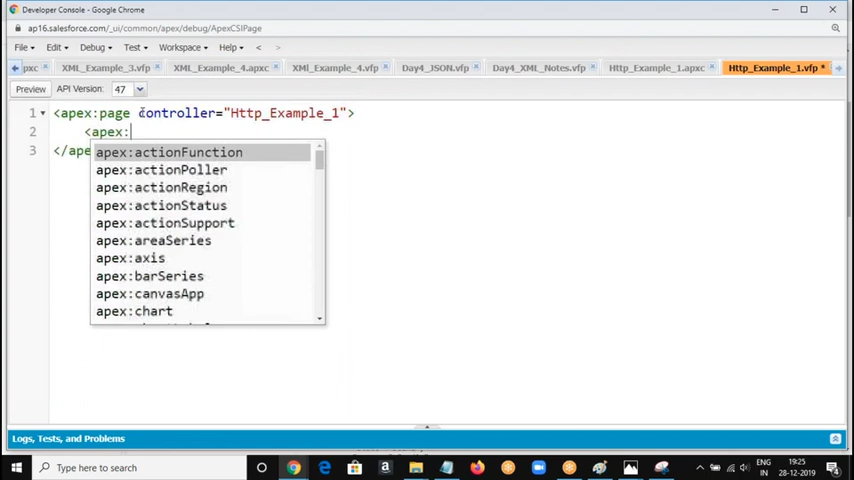 Developer Console - Google Chrome
ap16.salesforce.com/_ui/common/apex/debug/ApexCSIPage
File Edit Debug Test Workspace Help < >
pxc XML_Example_3.vfp XML_Example_4.apxc XMl_Example_4.vfp Day4_JSON.vfp Day4_XML_Notes.vfp Http_Example_1.apxc Http_Example_1.vfp *
Preview API Version: 47
1 <apex:page controller="Http_Example_1">
2 <apex:
3 </ape
apex:actionFunction
apex:actionPoller
apex:actionRegion
apex:actionStatus
apex:actionSupport
apex:areaSeries
apex:axis
apex:barSeries
apex:canvasApp
apex:chart
Logs, Tests, and Problems
Type here to search
ENG 19:25
IN 28-12-2019